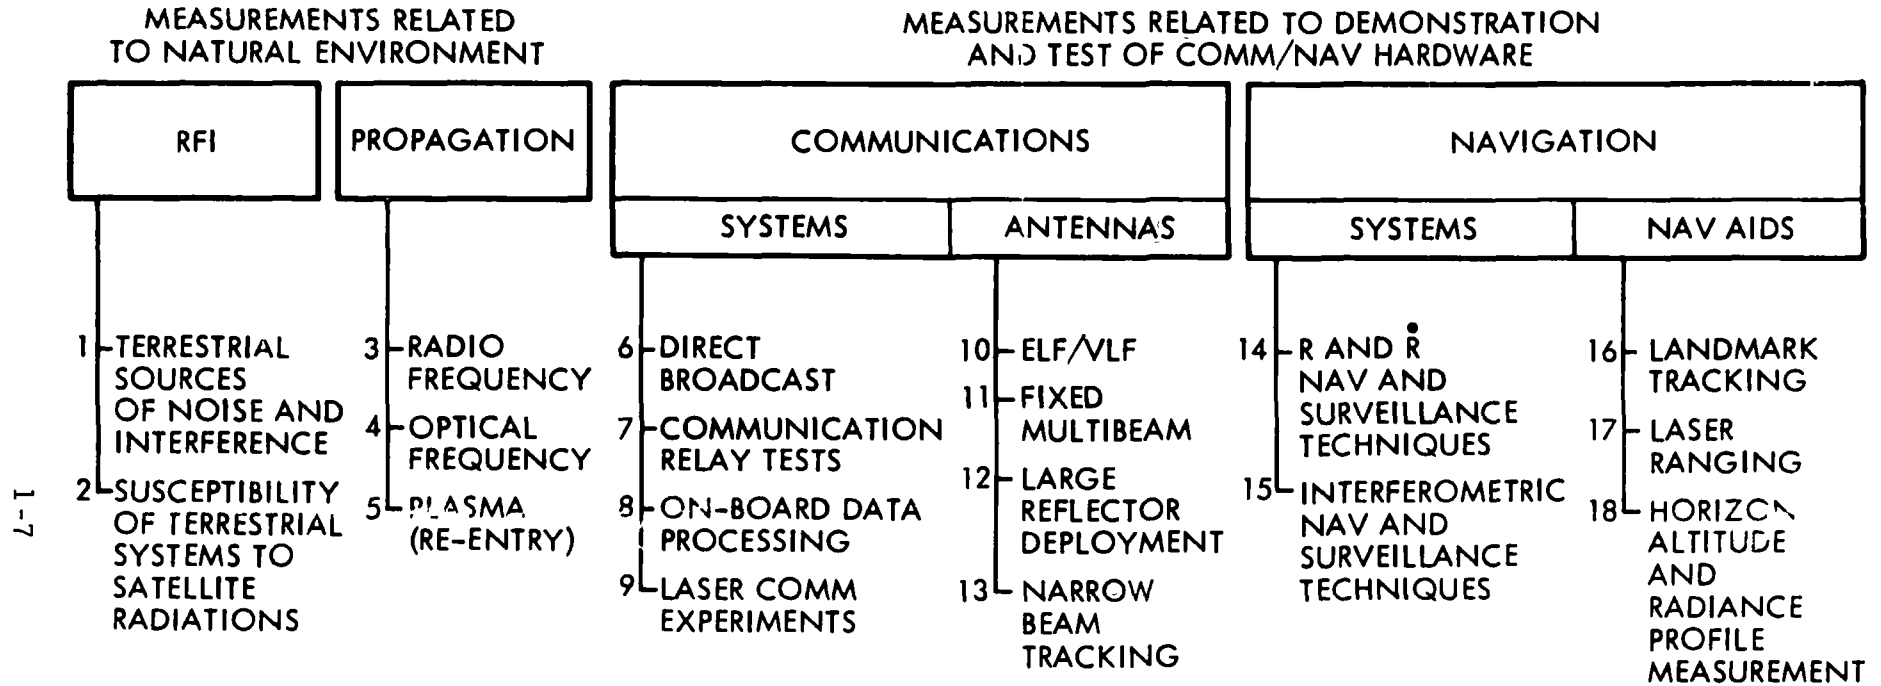 MEASUREMENTS RELATED
TO NATURAL ENVIRONMENT
MEASUREMENTS RELATED TO DEMONSTRATION
AND TEST OF COMM/NAV HARDWARE
RFI
PROPAGATION
COMMUNICATIONS
NAVIGATION
SYSTEMS
ANTENNAS
SYSTEMS
NAV AIDS
1 TERRESTRIAL
SOURCES
OF NOISE AND
INTERFERENCE
2 SUSCEPTIBILITY
OF TERRESTRIAL
SYSTEMS TO
SATELLITE
RADIATIONS
3 RADIO
FREQUENCY
4 OPTICAL
FREQUENCY
5 PLASMA
(RE-ENTRY)
6 DIRECT
BROADCAST
7 COMMUNICATION
RELAY TESTS
8 ON-BOARD DATA
PROCESSING
9 LASER COMM
EXPERIMENTS
10 ELF/VLF
11 FIXED
MULTIBEAM
12 LARGE
REFLECTOR
DEPLOYMENT
13 NARROW
BEAM
TRACKING
14 R AND Ṙ
NAV AND
SURVEILLANCE
TECHNIQUES
15 INTERFEROMETRIC
NAV AND
SURVEILLANCE
TECHNIQUES
16 LANDMARK
TRACKING
17 LASER
RANGING
18 HORIZON
ALTITUDE
AND
RADIANCE
PROFILE
MEASUREMENT
1-7